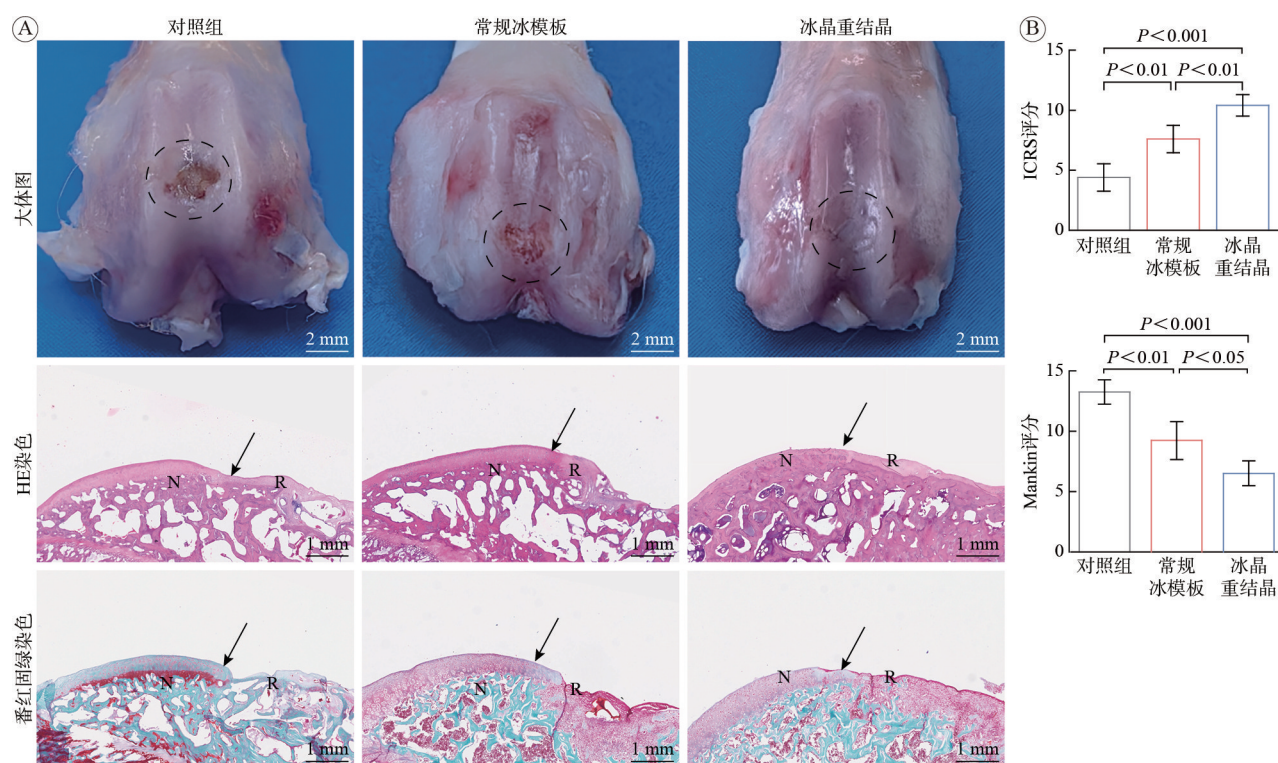 A
对照组
常规冰模板
冰晶重结晶
大体图
2 mm
2 mm
2 mm
HE染色
N
R
1 mm
N
R
1 mm
N
R
1 mm
番红固绿染色
N
R
1 mm
N
R
1 mm
N
R
1 mm
B
P<0.001
P<0.01
P<0.01
ICRS评分
15
10
5
0
对照组
常规
冰模板
冰晶
重结晶
P<0.001
P<0.01
P<0.05
Mankin评分
15
10
5
0
对照组
常规
冰模板
冰晶
重结晶